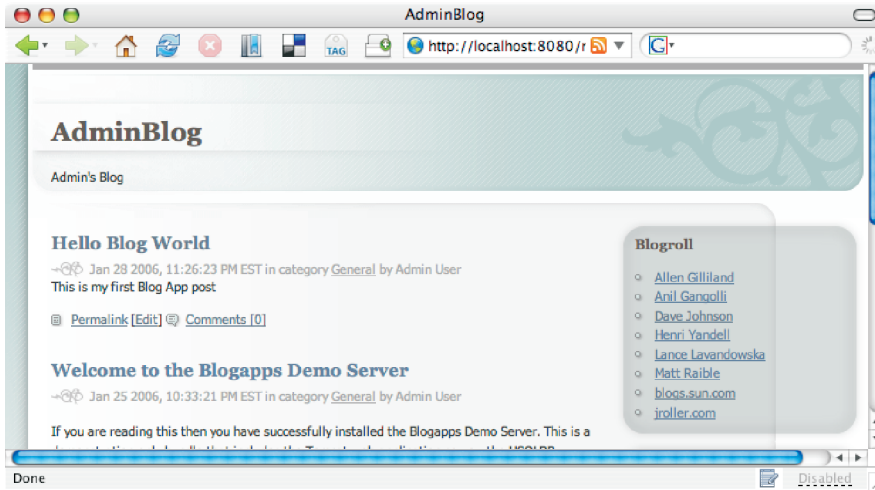 AdminBlog
TAG
http://localhost:8080/r
G
AdminBlog
Admin's Blog
Hello Blog World
Jan 28 2006, 11:26:23 PM EST in category General by Admin User
This is my first Blog App post
Permalink [Edit] Comments [0]
Welcome to the Blogapps Demo Server
Jan 25 2006, 10:33:21 PM EST in category General by Admin User
If you are reading this then you have successfully installed the Blogapps Demo Server. This is a
Blogroll
Allen Gilliland
Anil Gangolli
Dave Johnson
Henri Yandell
Lance Lavandowska
Matt Raible
blogs.sun.com
jroller.com
Done
Disabled